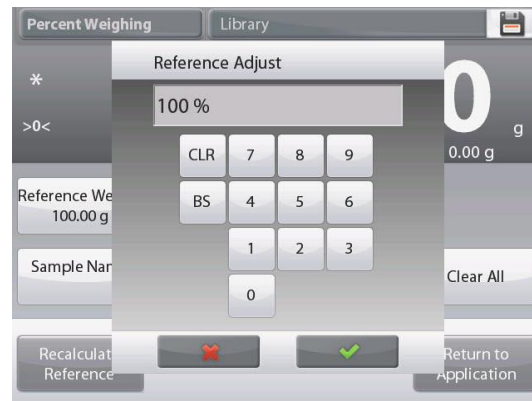 Percent Weighing
Library
Reference Adjust
*
100 %
0
g
>0<
0.00 g
CLR 7 8 9
Reference We
100.00 g
BS 4 5 6
1 2 3
Sample Nar
Clear All
0
Recalculat
Reference
Return to
Application